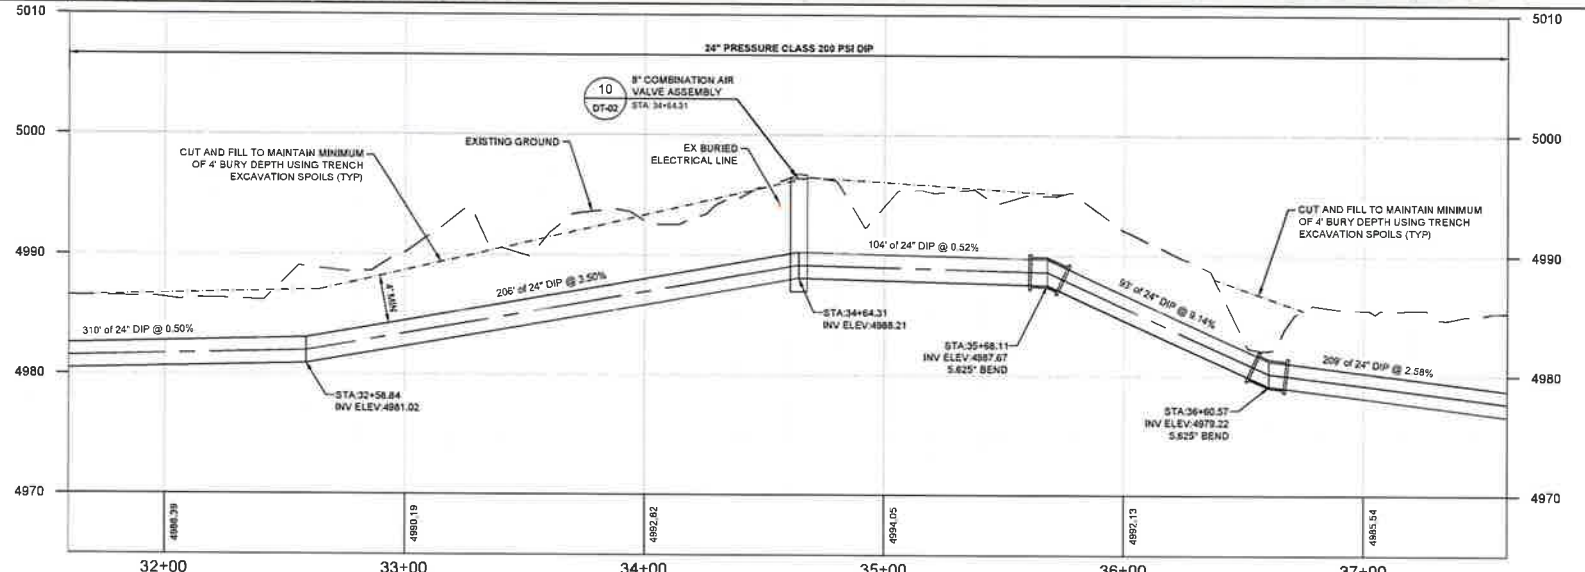 5010
5010
24" PRESSURE CLASS 200 PSI DIP
10
DT-02
8" COMBINATION AIR
VALVE ASSEMBLY
STA: 34+64.31
5000
5000
CUT AND FILL TO MAINTAIN MINIMUM
OF 4' BURY DEPTH USING TRENCH
EXCAVATION SPOILS (TYP)
EXISTING GROUND
EX BURIED
ELECTRICAL LINE
CUT AND FILL TO MAINTAIN MINIMUM
OF 4' BURY DEPTH USING TRENCH
EXCAVATION SPOILS (TYP)
4990
4990
310' of 24" DIP @ 0.50%
4' MIN
206' of 24" DIP @ 3.50%
104' of 24" DIP @ 0.52%
93' of 24" DIP @ 9.14%
209' of 24" DIP @ 2.58%
STA:34+64.31
INV ELEV:4988.21
STA:35+68.11
INV ELEV:4987.67
5.625° BEND
4980
4980
STA:32+58.84
INV ELEV:4981.02
STA:36+60.57
INV ELEV:4979.22
5.625° BEND
4970
4970
4990.19
4992.62
4994.05
4992.13
4985.54
32+00
33+00
34+00
35+00
36+00
37+00